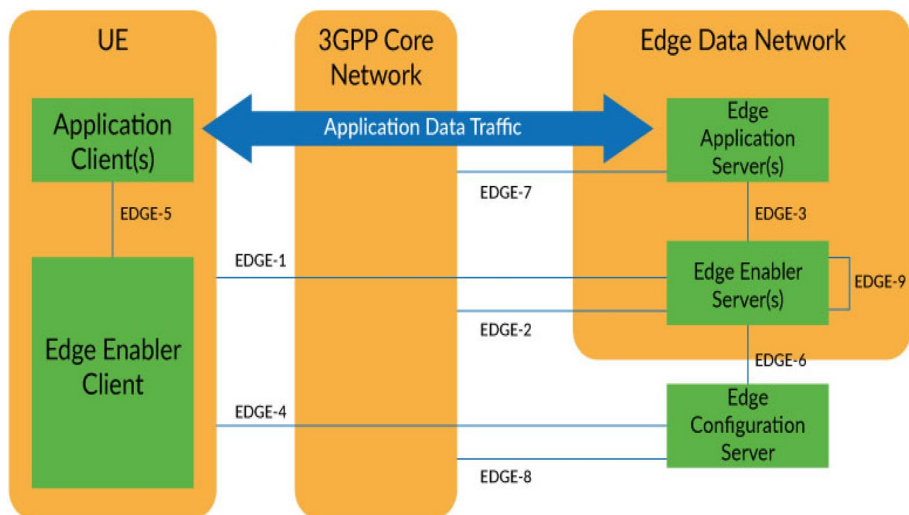 UE
3GPP Core
Network
Edge Data Network
Application
Client(s)
Application Data Traffic
Edge
Application
Server(s)
EDGE-7
EDGE-5
EDGE-3
EDGE-1
Edge Enabler
Server(s)
EDGE-9
EDGE-2
Edge Enabler
Client
EDGE-6
EDGE-4
Edge
Configuration
Server
EDGE-8